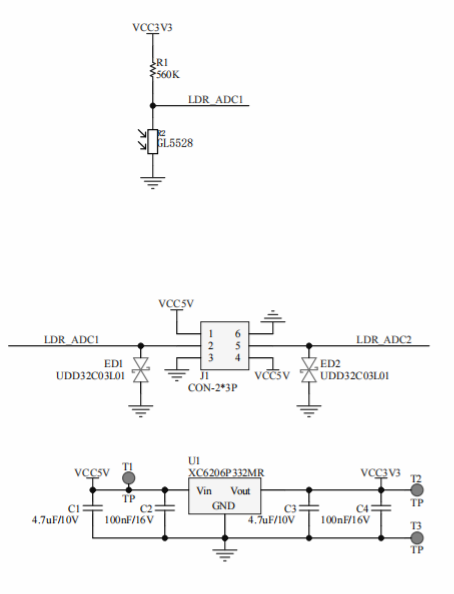 VCC3V3
R1
560K
LDR_ADC1
R2
GL5528
VCC5V
LDR_ADC1
1 6
2 5
3 4
LDR_ADC2
ED1
UDD32C03L01
J1
CON-2*3P
VCC5V
ED2
UDD32C03L01
U1
XC6206P332MR
VCC5V
T1
TP
Vin Vout
GND
VCC3V3
T2
TP
C1
4.7uF/10V
C2
100nF/16V
C3
4.7uF/10V
C4
100nF/16V
T3
TP